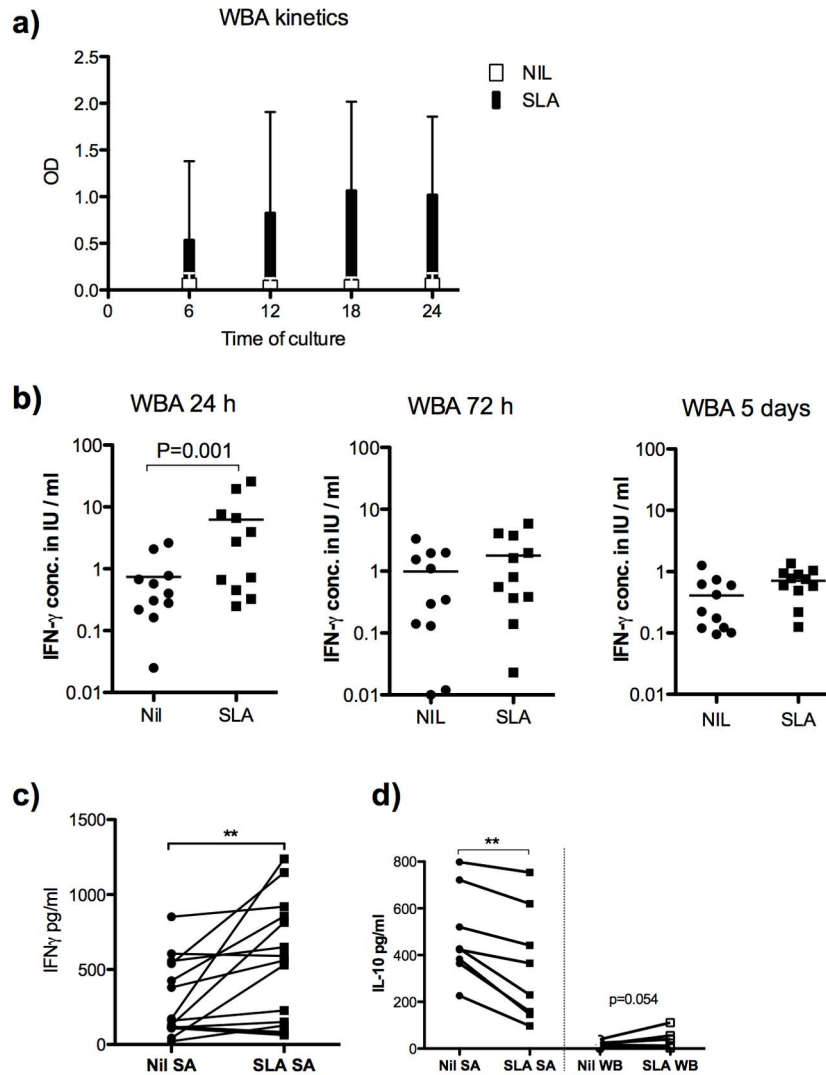 a)
WBA kinetics
NIL
SLA
2.5
2.0
1.5
1.0
0.5
0.0
OD
0
6
12
18
24
Time of culture
b)
WBA 24 h
P=0.001
100
10
1
0.1
0.01
IFN-γ conc. in IU / ml
Nil
SLA
WBA 72 h
100
10
1
0.1
0.01
IFN-γ conc. in IU / ml
NIL
SLA
WBA 5 days
100
10
1
0.1
0.01
IFN-γ conc. in IU / ml
NIL
SLA
c)
**
1500
1000
500
0
IFNγ pg/ml
Nil SA
SLA SA
d)
**
800
600
400
200
0
IL-10 pg/ml
p=0.054
Nil SA
SLA SA
Nil WB
SLA WB